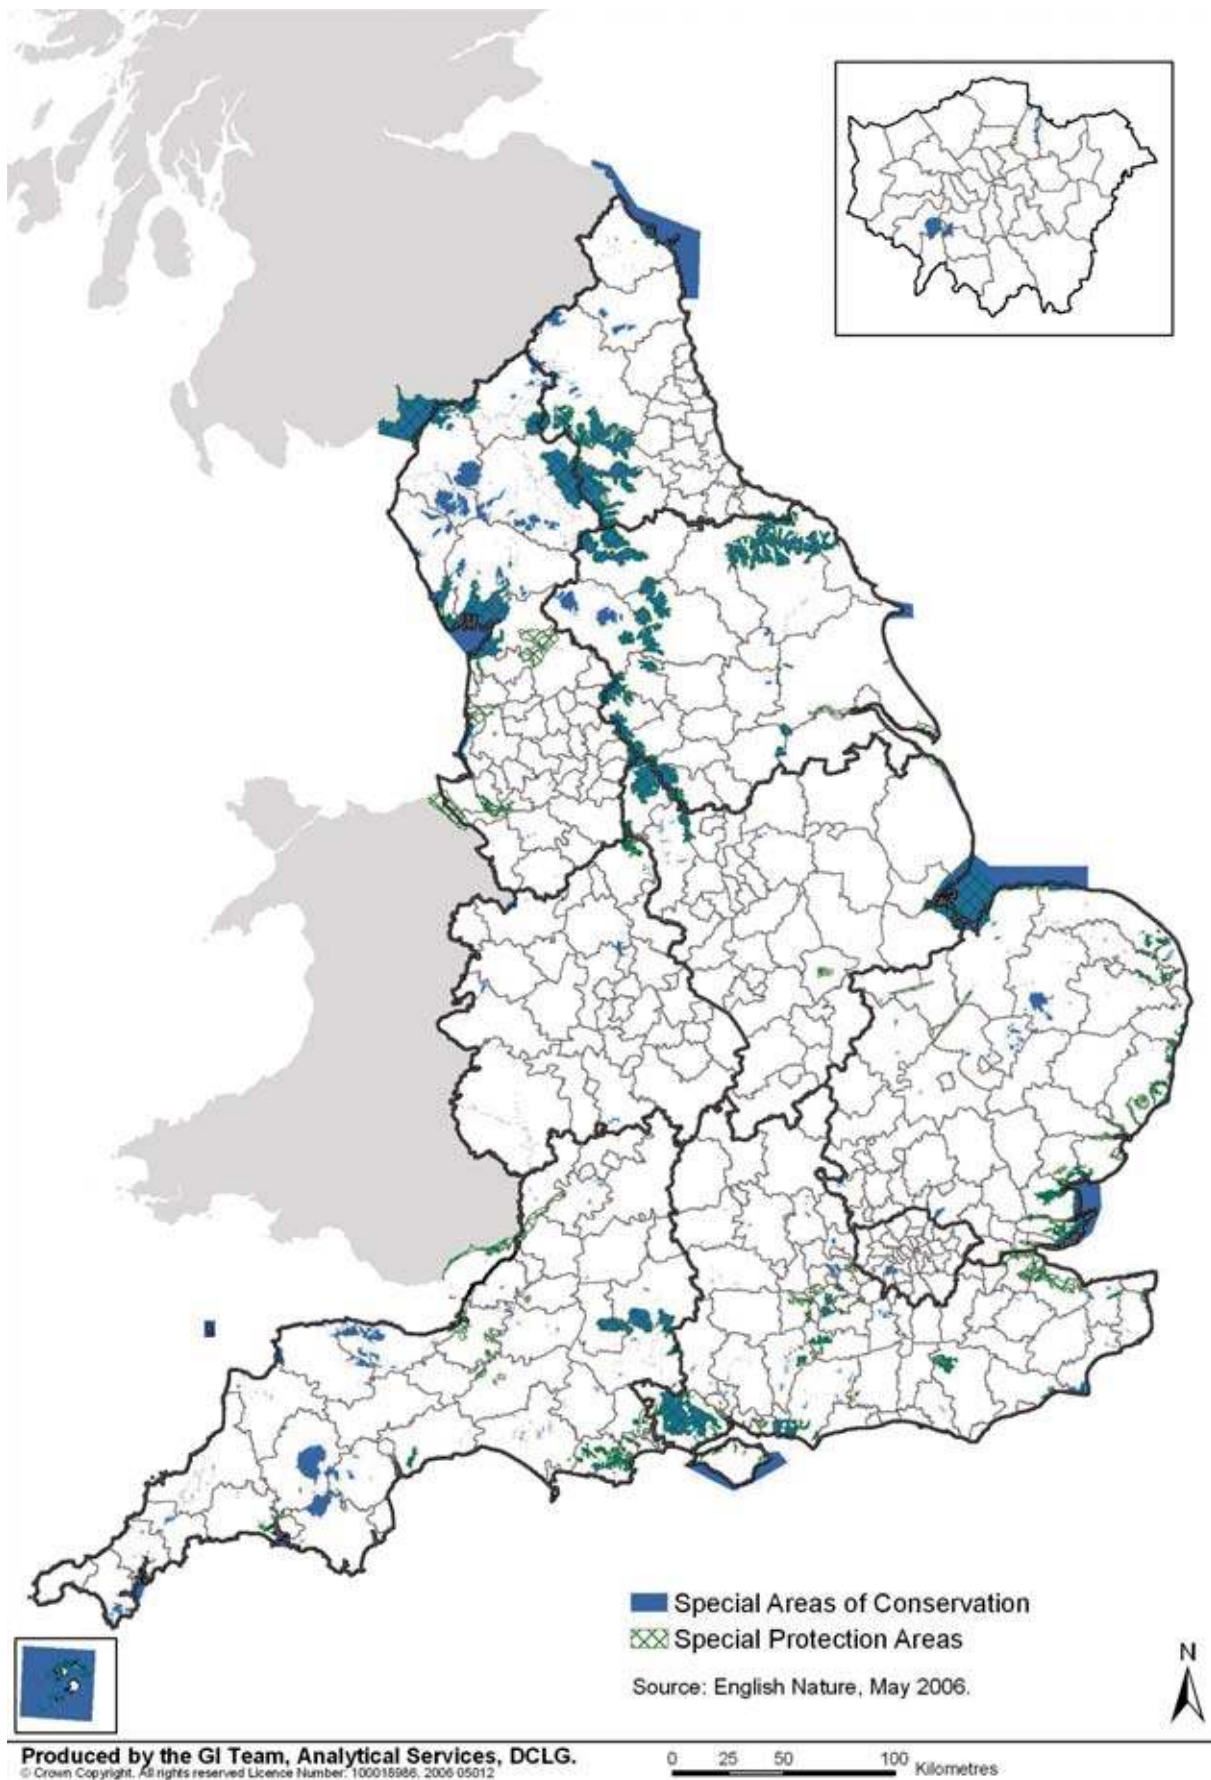 Special Areas of Conservation
Special Protection Areas
Source: English Nature, May 2006.
N
Produced by the GI Team, Analytical Services, DCLG.
© Crown Copyright. All rights reserved Licence Number: 100018986, 2006 05012
0 25 50 100 Kilometres